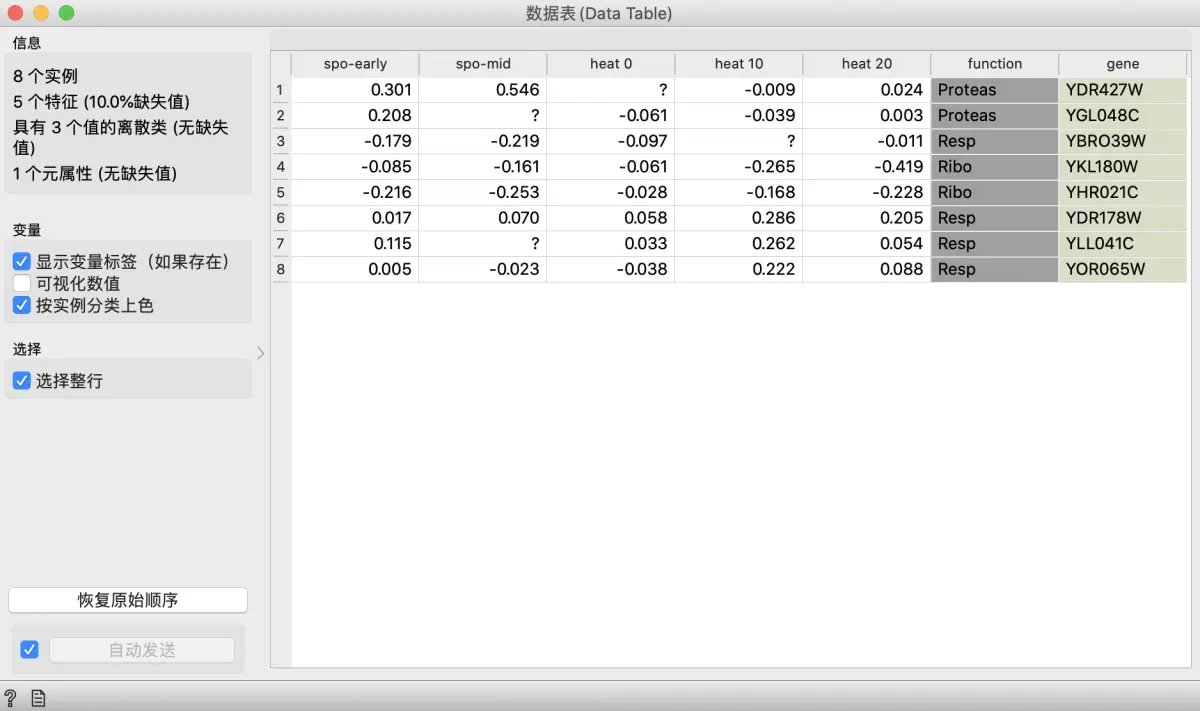 数据表 (Data Table)
信息
8 个实例
5 个特征 (10.0%缺失值)
具有 3 个值的离散类 (无缺失
值)
1 个元属性 (无缺失值)
变量
显示变量标签（如果存在）
可视化数值
按实例分类上色
选择
选择整行
恢复原始顺序
自动发送
spo-early spo-mid heat 0 heat 10 heat 20 function gene
1 0.301 0.546 ? -0.009 0.024 Proteas YDR427W
2 0.208 ? -0.061 -0.039 0.003 Proteas YGL048C
3 -0.179 -0.219 -0.097 ? -0.011 Resp YBRO39W
4 -0.085 -0.161 -0.061 -0.265 -0.419 Ribo YKL180W
5 -0.216 -0.253 -0.028 -0.168 -0.228 Ribo YHR021C
6 0.017 0.070 0.058 0.286 0.205 Resp YDR178W
7 0.115 ? 0.033 0.262 0.054 Resp YLL041C
8 0.005 -0.023 -0.038 0.222 0.088 Resp YOR065W
?